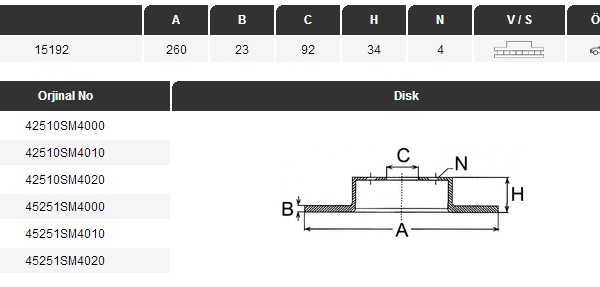 A B C H N V / S Ö
15192 260 23 92 34 4
Orjinal No Disk
42510SM4000
42510SM4010
42510SM4020
45251SM4000
45251SM4010
45251SM4020
C
N
H
B
A